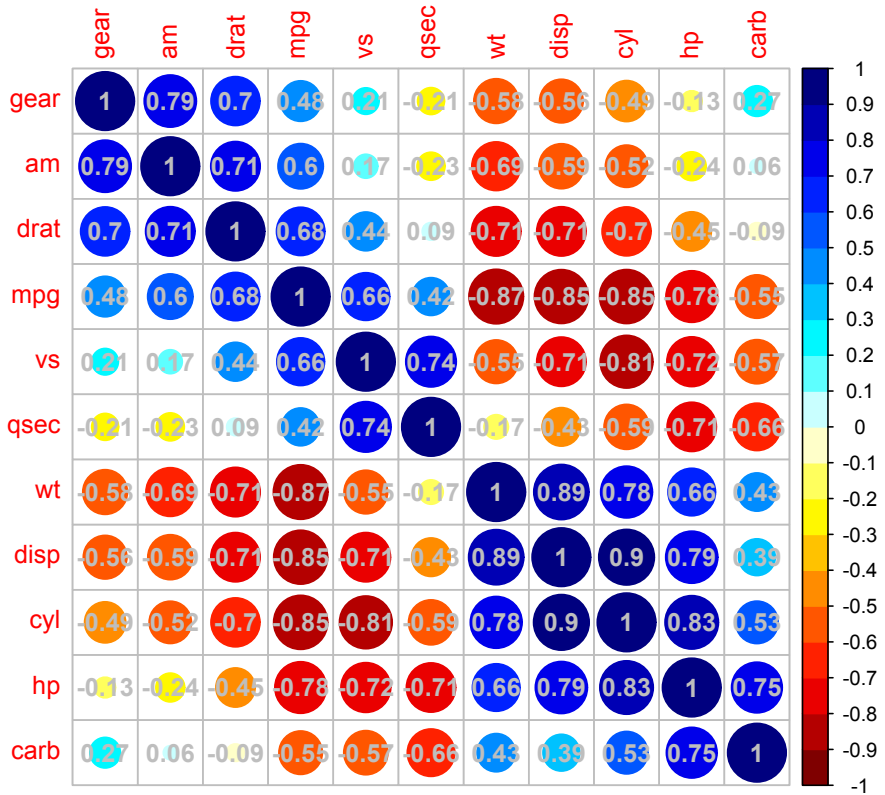 gear am drat mpg vs qsec wt disp cyl hp carb
gear 1 0.79 0.7 0.48 0.21 -0.21 -0.58 -0.56 -0.49 -0.13 0.27
am 0.79 1 0.71 0.6 0.17 -0.23 -0.69 -0.59 -0.52 -0.24 0.06
drat 0.7 0.71 1 0.68 0.44 0.09 -0.71 -0.71 -0.7 -0.45 -0.09
mpg 0.48 0.6 0.68 1 0.66 0.42 -0.87 -0.85 -0.85 -0.78 -0.55
vs 0.21 0.17 0.44 0.66 1 0.74 -0.55 -0.71 -0.81 -0.72 -0.57
qsec -0.21 -0.23 0.09 0.42 0.74 1 -0.17 -0.43 -0.59 -0.71 -0.66
wt -0.58 -0.69 -0.71 -0.87 -0.55 -0.17 1 0.89 0.78 0.66 0.43
disp -0.56 -0.59 -0.71 -0.85 -0.71 -0.43 0.89 1 0.9 0.79 0.39
cyl -0.49 -0.52 -0.7 -0.85 -0.81 -0.59 0.78 0.9 1 0.83 0.53
hp -0.13 -0.24 -0.45 -0.78 -0.72 -0.71 0.66 0.79 0.83 1 0.75
carb 0.27 0.06 -0.09 -0.55 -0.57 -0.66 0.43 0.39 0.53 0.75 1
1
0.9
0.8
0.7
0.6
0.5
0.4
0.3
0.2
0.1
0
-0.1
-0.2
-0.3
-0.4
-0.5
-0.6
-0.7
-0.8
-0.9
-1